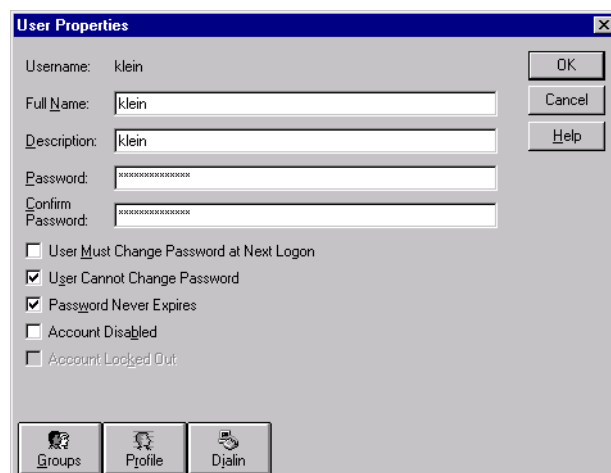 User Properties
Username: klein
OK
Full Name: klein
Cancel
Description: klein
Help
Password: **************
Confirm
Password: **************
User Must Change Password at Next Logon
User Cannot Change Password
Password Never Expires
Account Disabled
Account Locked Out
Groups Profile Dialin